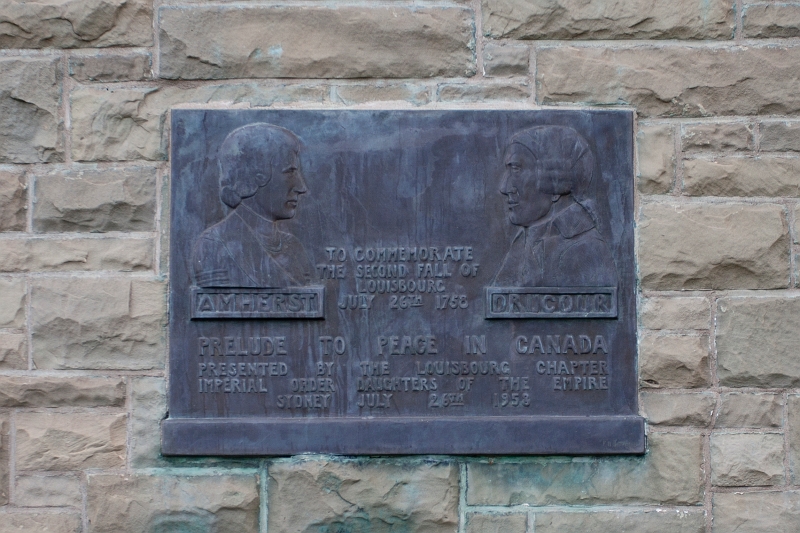 TO COMMEMORATE
THE SECOND FALL OF
LOUISBOURG
JULY 26TH 1758
AMHERST
DRUCOUR
PRELUDE TO PEACE IN CANADA
PRESENTED BY THE LOUISBOURG CHAPTER
IMPERIAL ORDER DAUGHTERS OF THE EMPIRE
SYDNEY JULY 26TH 1958